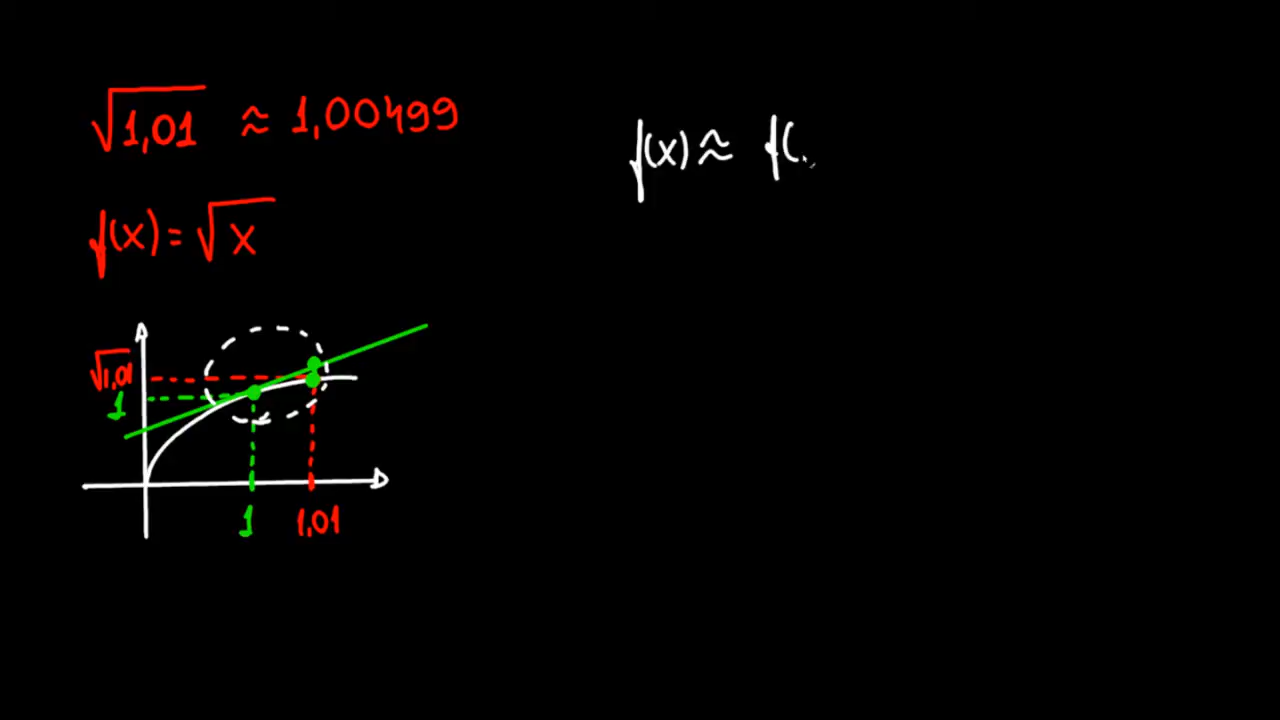 √1,01 ≈ 1,00499
f(x) ≈ f(.
f(x) = √x
√1,01
1
1
1,01